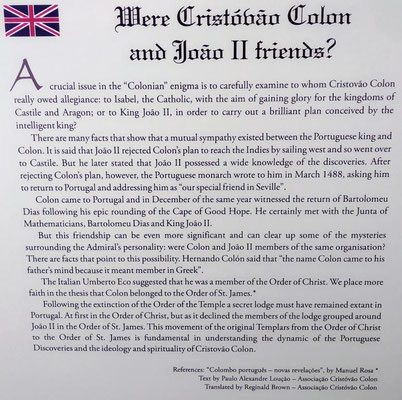 Were Cristóvão Colon
and João II friends?
A crucial issue in the “Colonian” enigma is to carefully examine to whom Cristovão Colon
really owed allegiance: to Isabel, the Catholic, with the aim of gaining glory for the kingdoms of
Castile and Aragon; or to King João II, in order to carry out a brilliant plan conceived by the
intelligent king?
There are many facts that show that a mutual sympathy existed between the Portuguese king and
Colon. It is said that João II rejected Colon’s plan to reach the Indies by sailing west and so went over
to Castile. But he later stated that João II possessed a wide knowledge of the discoveries. After
rejecting Colon’s plan, however, the Portuguese monarch wrote to him in March 1488, asking him
to return to Portugal and addressing him as “our special friend in Seville”.
Colon came to Portugal and in December of the same year witnessed the return of Bartolomeu
Dias following his epic rounding of the Cape of Good Hope. He certainly met with the Junta of
Mathematicians, Bartolomeu Dias and King João II.
But this friendship can be even more significant and can clear up some of the mysteries
surrounding the Admiral’s personality: were Colon and João II members of the same organisation?
There are facts that point to this possibility. Hernando Colón said that “the name Colon came to his
father’s mind because it meant member in Greek”.
The Italian Umberto Eco suggested that he was a member of the Order of Christ. We place more
faith in the thesis that Colon belonged to the Order of St. James.*
Following the extinction of the Order of the Temple a secret lodge must have remained extant in
Portugal. At first in the Order of Christ, but as it declined the members of the lodge grouped around
João II in the Order of St. James. This movement of the original Templars from the Order of Christ
to the Order of St. James is fundamental in understanding the dynamic of the Portuguese
Discoveries and the ideology and spirituality of Cristovão Colon.
References: “Colombo português – novas revelações”, by Manuel Rosa *
Text by Paulo Alexandre Loução – Associação Cristóvão Colon
Translated by Reginald Brown – Associação Cristóvão Colon